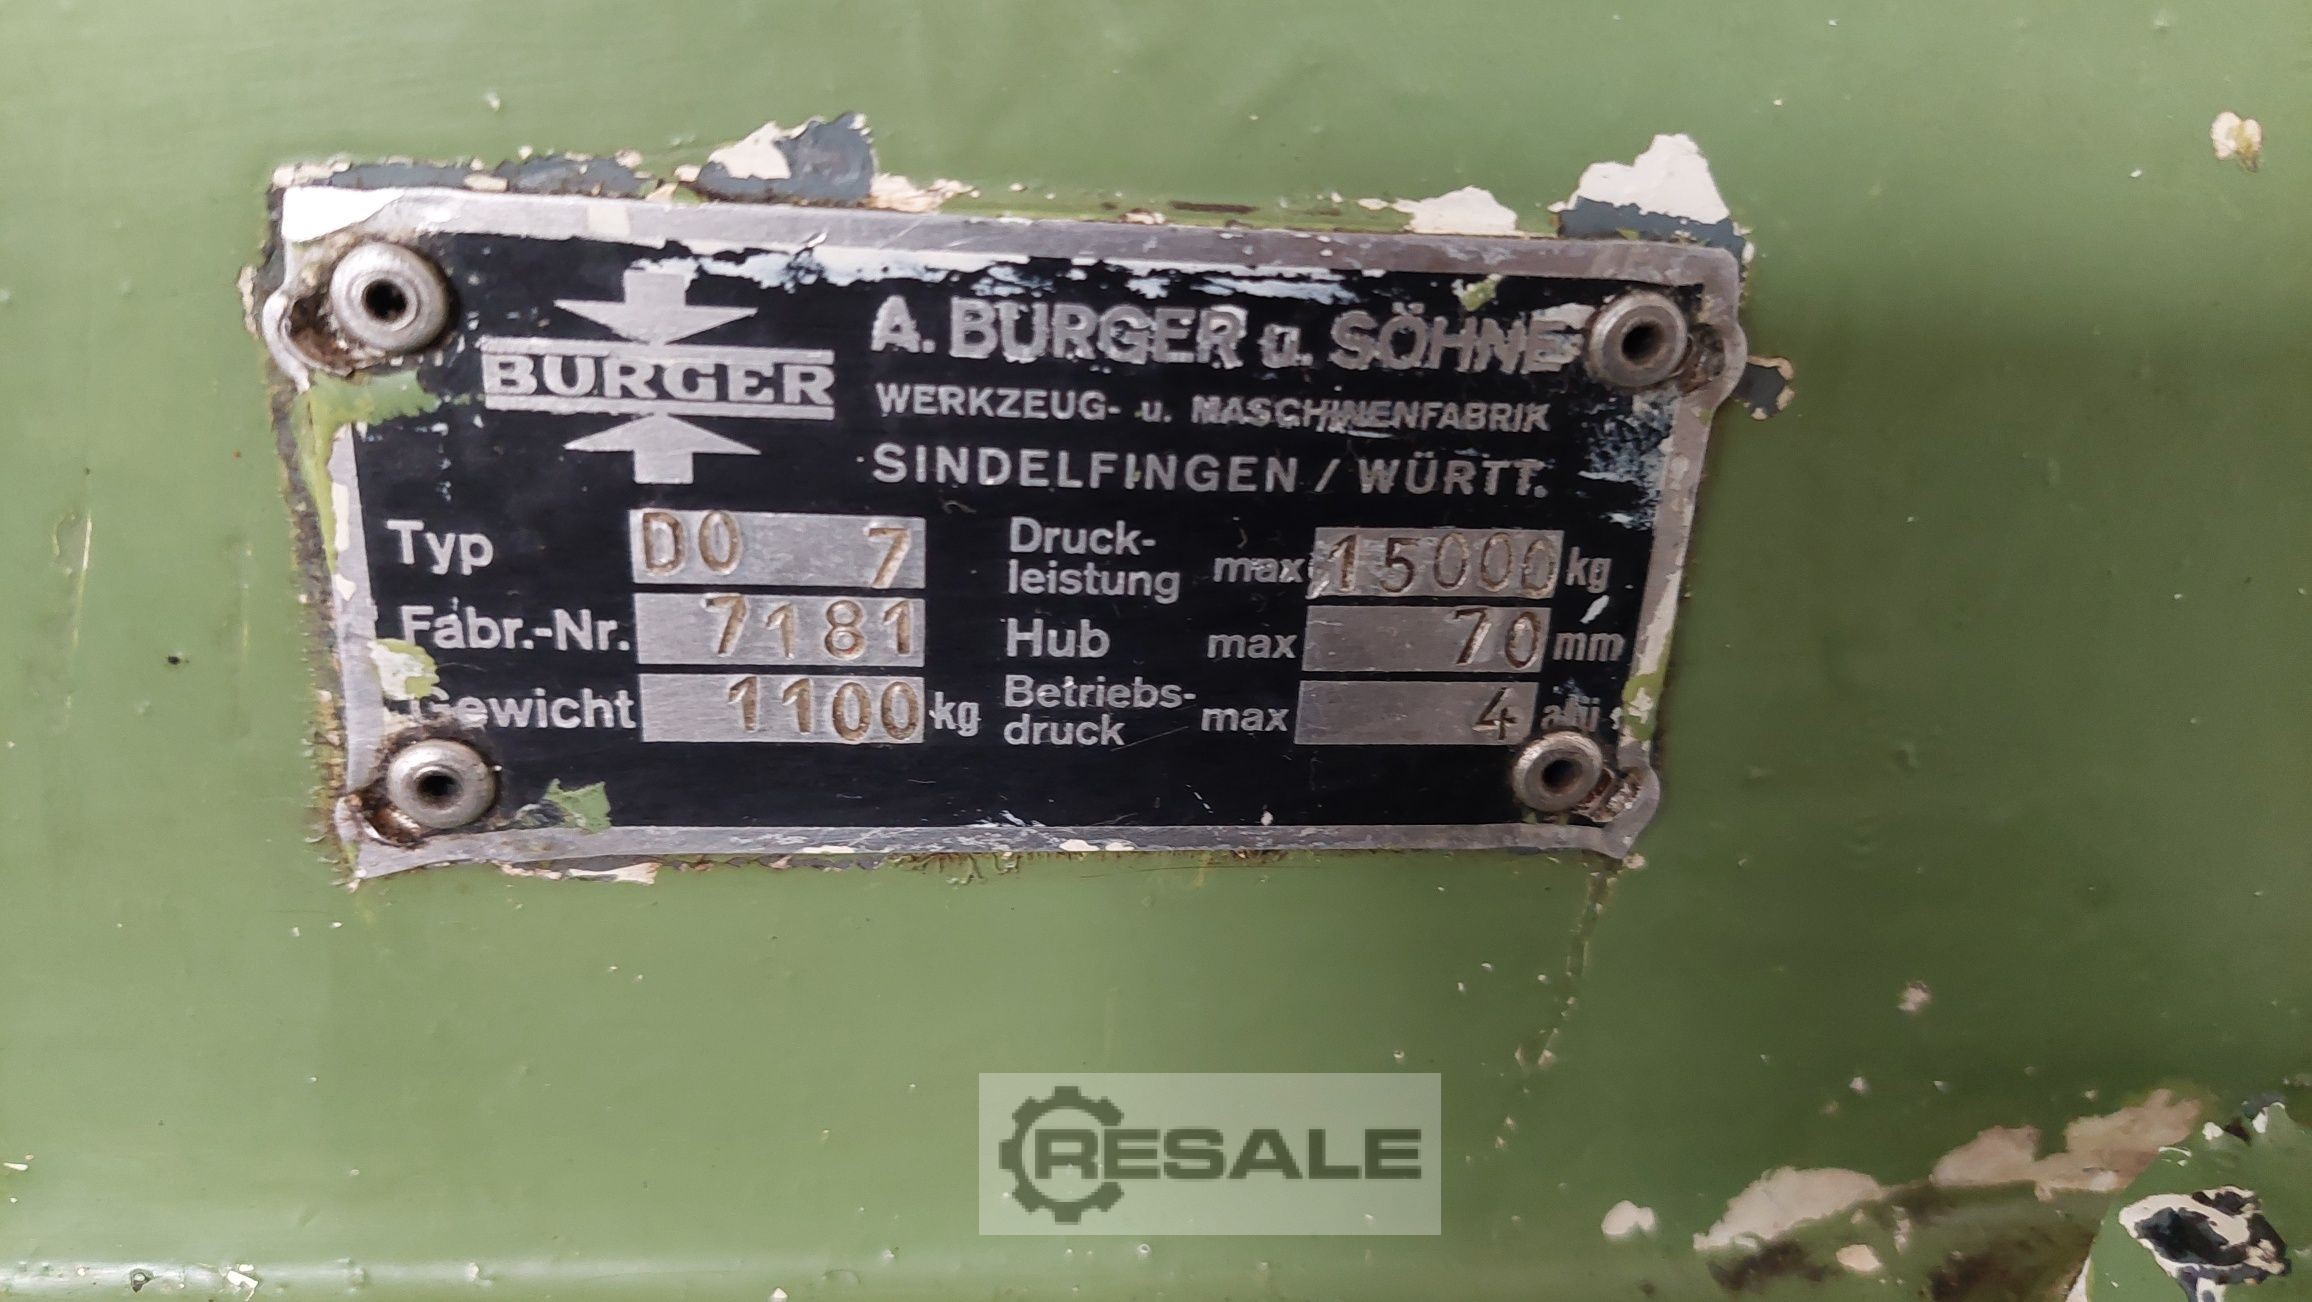 BURGER
A. BURGER u. SÖHNE
WERKZEUG- u. MASCHINENFABRIK
SINDELFINGEN / WÜRTT.
Typ DO 7
Fabr.-Nr. 7181
Gewicht 1100 kg
Druck-
leistung max 15000 kg
Hub max 70 mm
Betriebs-
druck max 4 atü
RESALE